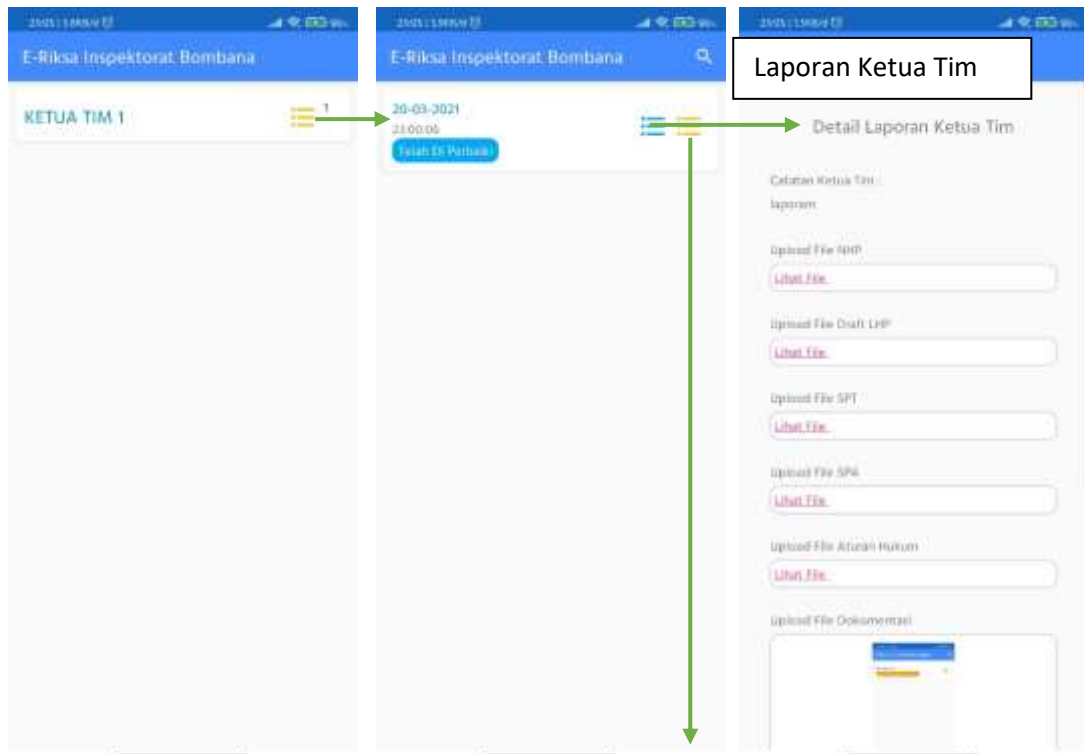 E-Riksa Inspektorat Bombana
KETUA TIM 1
1
E-Riksa Inspektorat Bombana
20-03-2021
23:00:06
Telah Di Perbaiki
Laporan Ketua Tim
Detail Laporan Ketua Tim
Catatan Ketua Tim :
laporam
Upload File NHP
Lihat File.
Upload File Draft LHP
Lihat File.
Upload File SPT
Lihat File.
Upload File SPA
Lihat File.
Upload File Aturan Hukum
Lihat File.
Upload File Dokumentasi